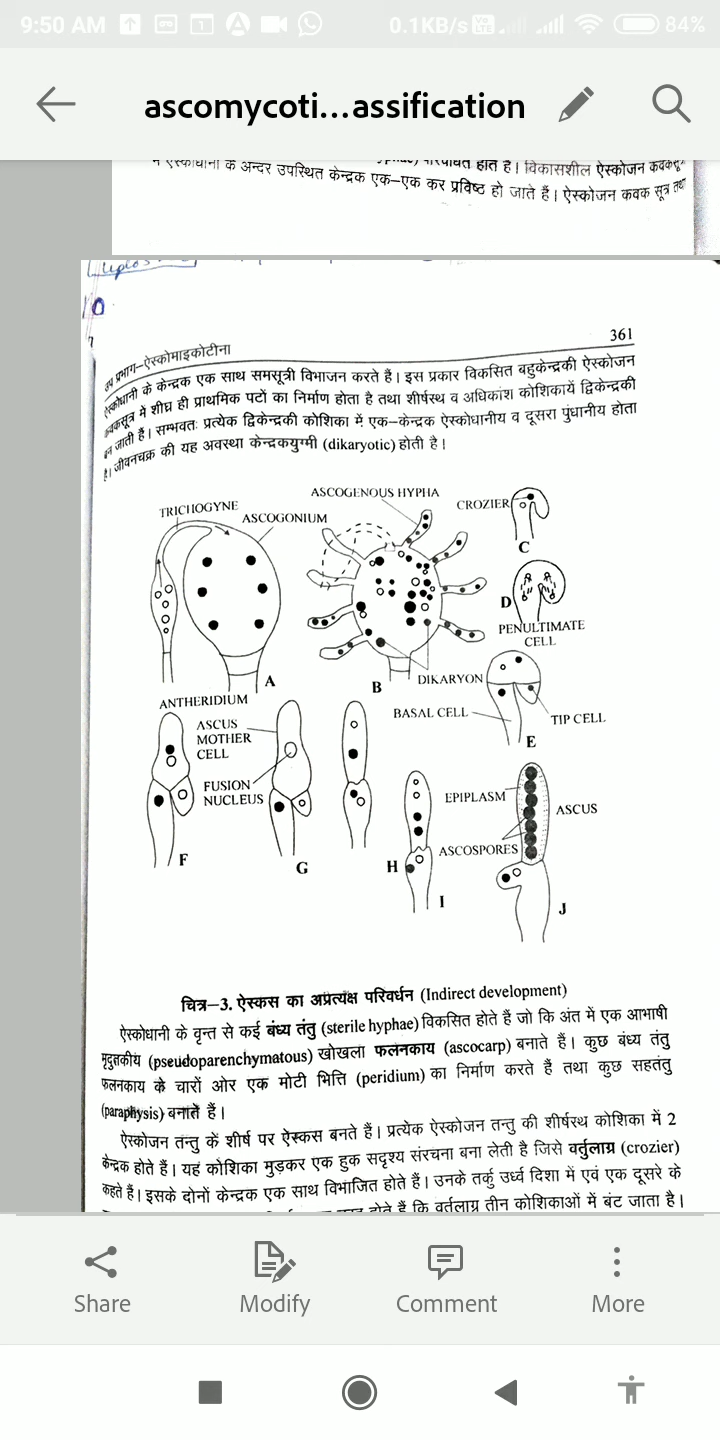 9:50 AM
0.1KB/s
84%
ascomycoti...assification
में ऐस्कोधानी के अन्दर उपस्थित केन्द्रक एक–एक कर प्रविष्ठ हो जाते हैं। ऐस्कोजन कवक सूत्र तथा
10
361
उप प्रभाग–ऐस्कोमाइकोटीना
ऐस्कोधानी के केन्द्रक एक साथ समसूत्री विभाजन करते हैं। इस प्रकार विकसित बहुकेन्द्रकी ऐस्कोजन
कवकसूत्र में शीघ्र ही प्राथमिक पटों का निर्माण होता है तथा शीर्षस्थ व अधिकांश कोशिकायें द्विकेन्द्रकी
बन जाती हैं। सम्भवतः प्रत्येक द्विकेन्द्रकी कोशिका में एक–केन्द्रक ऐस्कोधानीय व दूसरा पुंधानीय होता
है। जीवनचक्र की यह अवस्था केन्द्रकयुग्मी (dikaryotic) होती है।
TRICHOGYNE
ASCOGONIUM
ASCOGENOUS HYPHA
CROZIER
C
D
PENULTIMATE
CELL
A
B
DIKARYON
ANTHERIDIUM
BASAL CELL
TIP CELL
E
ASCUS
MOTHER
CELL
FUSION
NUCLEUS
EPIPLASM
ASCUS
ASCOSPORES
F
G
H
I
J
चित्र–3. ऐस्कस का अप्रत्यक्ष परिवर्धन (Indirect development)
ऐस्कोधानी के वृन्त से कई बंध्य तंतु (sterile hyphae) विकसित होते हैं जो कि अंत में एक आभाषी
मृदुतकीय (pseudoparenchymatous) खोखला फलनकाय (ascocarp) बनाते हैं। कुछ बंध्य तंतु
फलनकाय के चारों ओर एक मोटी भित्ति (peridium) का निर्माण करते हैं तथा कुछ सहतंतु
(paraphysis) बनाते हैं।
ऐस्कोजन तन्तु के शीर्ष पर ऐस्कस बनते हैं। प्रत्येक ऐस्कोजन तन्तु की शीर्षस्थ कोशिका में 2
केन्द्रक होते हैं। यह कोशिका मुड़कर एक हुक सदृश्य संरचना बना लेती है जिसे वर्तुलाग्र (crozier)
कहते हैं। इसके दोनों केन्द्रक एक साथ विभाजित होते हैं। उनके तर्कु उर्ध्व दिशा में एवं एक दूसरे के
होते हैं कि वर्तुलाग्र तीन कोशिकाओं में बंट जाता है।
Share
Modify
Comment
More